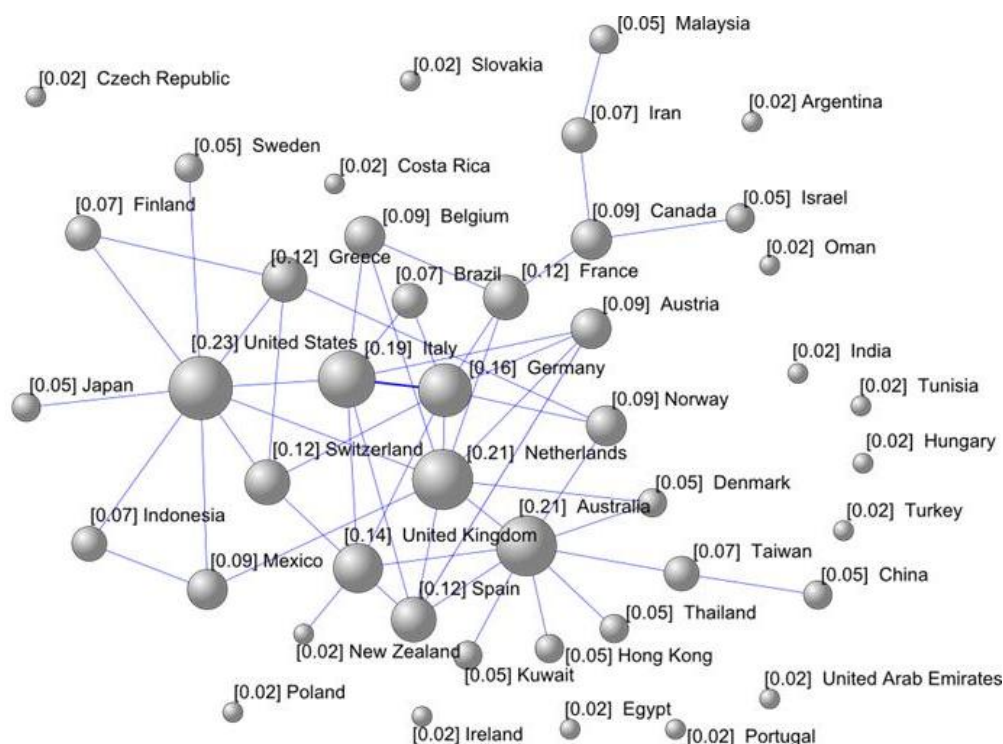 [0.05] Malaysia
[0.02] Slovakia
[0.02] Czech Republic
[0.02] Argentina
[0.07] Iran
[0.05] Sweden
[0.02] Costa Rica
[0.05] Israel
[0.07] Finland
[0.09] Belgium
[0.09] Canada
[0.02] Oman
[0.12] Greece
[0.07] Brazil
[0.12] France
[0.09] Austria
[0.23] United States
[0.19] Italy
[0.02] India
[0.16] Germany
[0.05] Japan
[0.02] Tunisia
[0.09] Norway
[0.02] Hungary
[0.12] Switzerland
[0.21] Netherlands
[0.05] Denmark
[0.21] Australia
[0.02] Turkey
[0.07] Indonesia
[0.14] United Kingdom
[0.07] Taiwan
[0.09] Mexico
[0.05] China
[0.12] Spain
[0.05] Thailand
[0.02] New Zealand
[0.05] Hong Kong
[0.05] Kuwait
[0.02] United Arab Emirates
[0.02] Poland
[0.02] Egypt
[0.02] Ireland
[0.02] Portugal